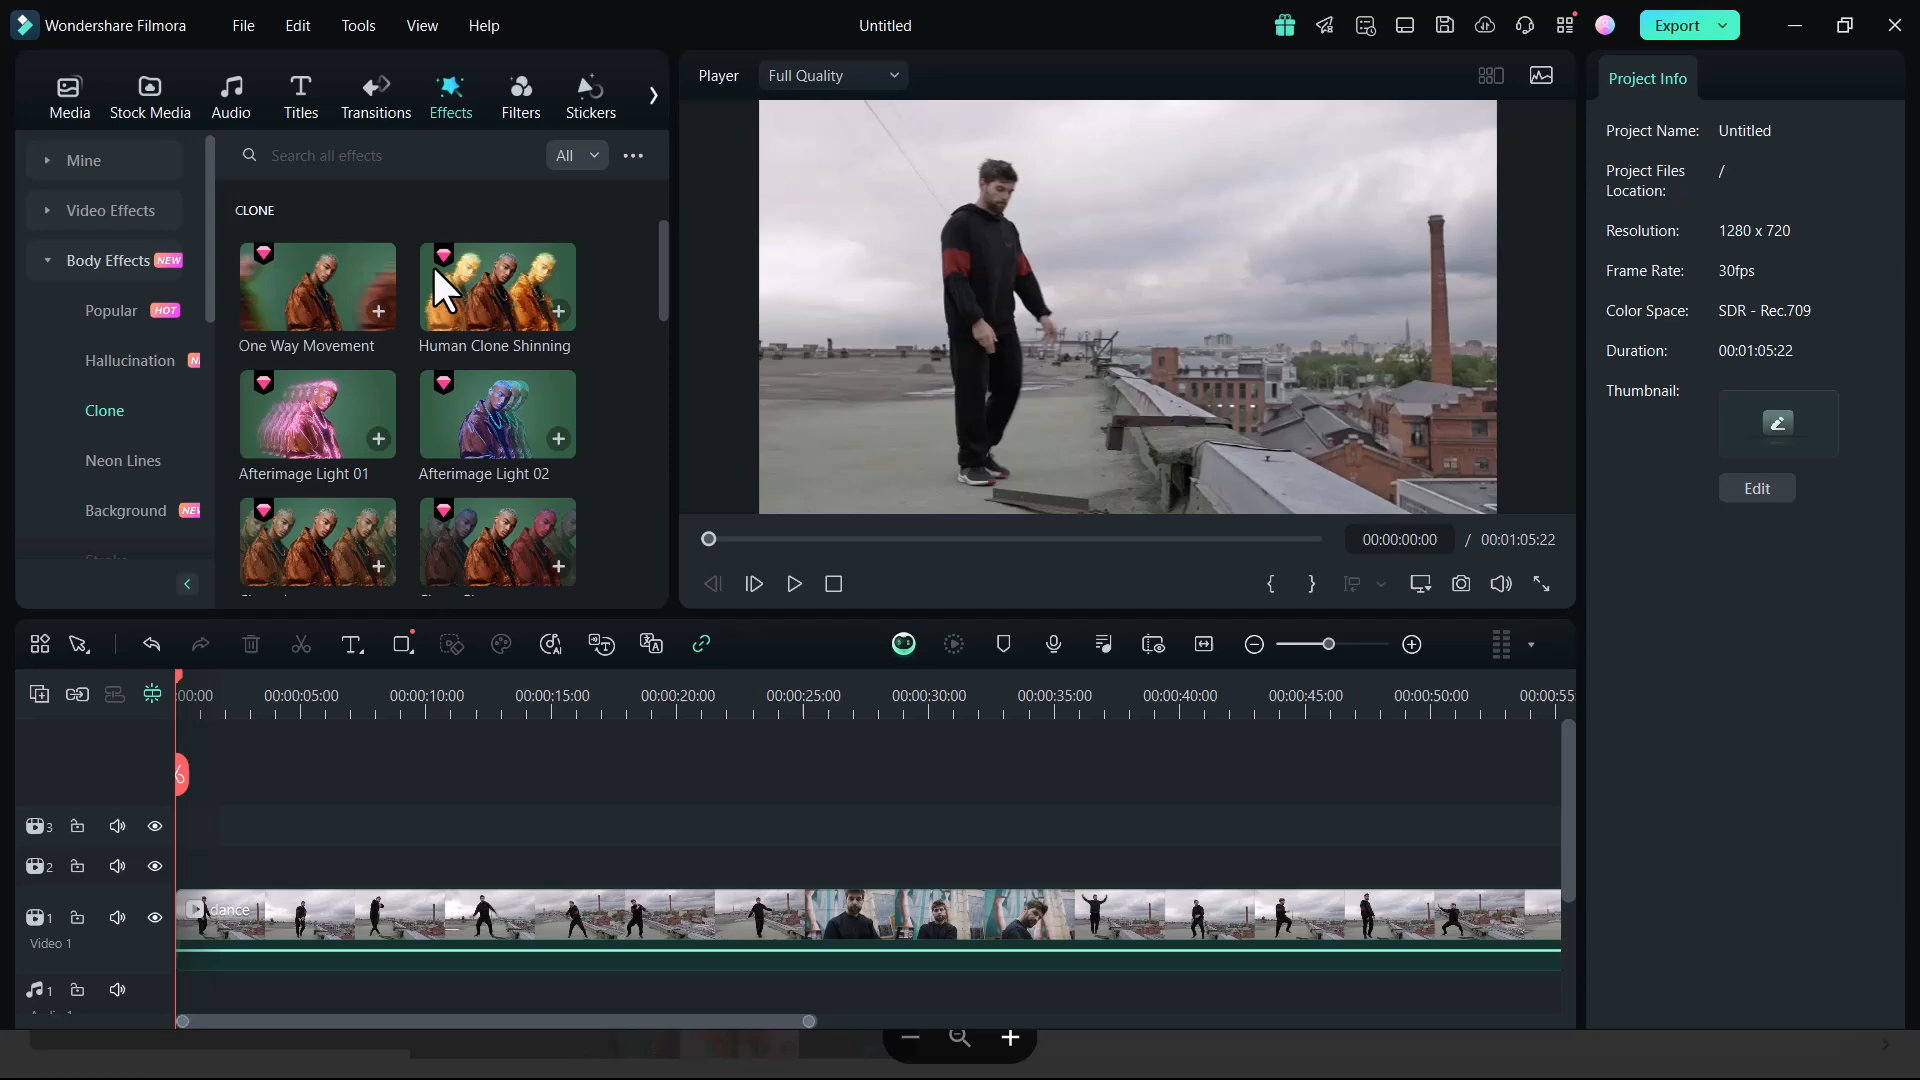 Wondershare Filmora File Edit Tools View Help Untitled Export
Media Stock Media Audio Titles Transitions Effects Filters Stickers
Player Full Quality
Project Info
Mine
Video Effects
Body Effects NEW
Popular HOT
Hallucination
Clone
Neon Lines
Background
Search all effects All
CLONE
One Way Movement
Human Clone Shinning
Afterimage Light 01
Afterimage Light 02
00:00:00:00 / 00:01:05:22
Project Name: Untitled
Project Files Location: /
Resolution: 1280 x 720
Frame Rate: 30fps
Color Space: SDR - Rec.709
Duration: 00:01:05:22
Thumbnail:
Edit
:00:00 00:00:05:00 00:00:10:00 00:00:15:00 00:00:20:00 00:00:25:00 00:00:30:00 00:00:35:00 00:00:40:00 00:00:45:00 00:00:50:00 00:00:55
3
2
1
Video 1
dance
1